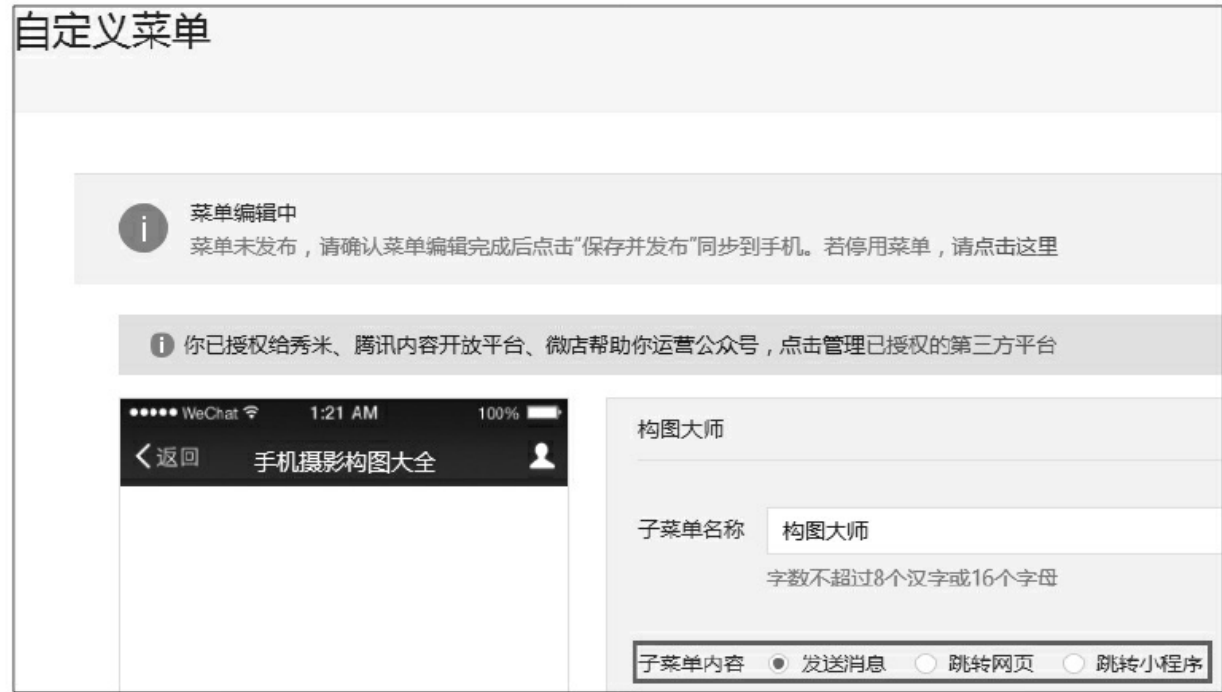 自定义菜单
菜单编辑中
菜单未发布，请确认菜单编辑完成后点击"保存并发布"同步到手机。若停用菜单，请点击这里
你已授权给秀米、腾讯内容开放平台、微店帮助你运营公众号，点击管理已授权的第三方平台
WeChat 1:21 AM 100%
返回 手机摄影构图大全
构图大师
子菜单名称 构图大师
字数不超过8个汉字或16个字母
子菜单内容 发送消息 跳转网页 跳转小程序